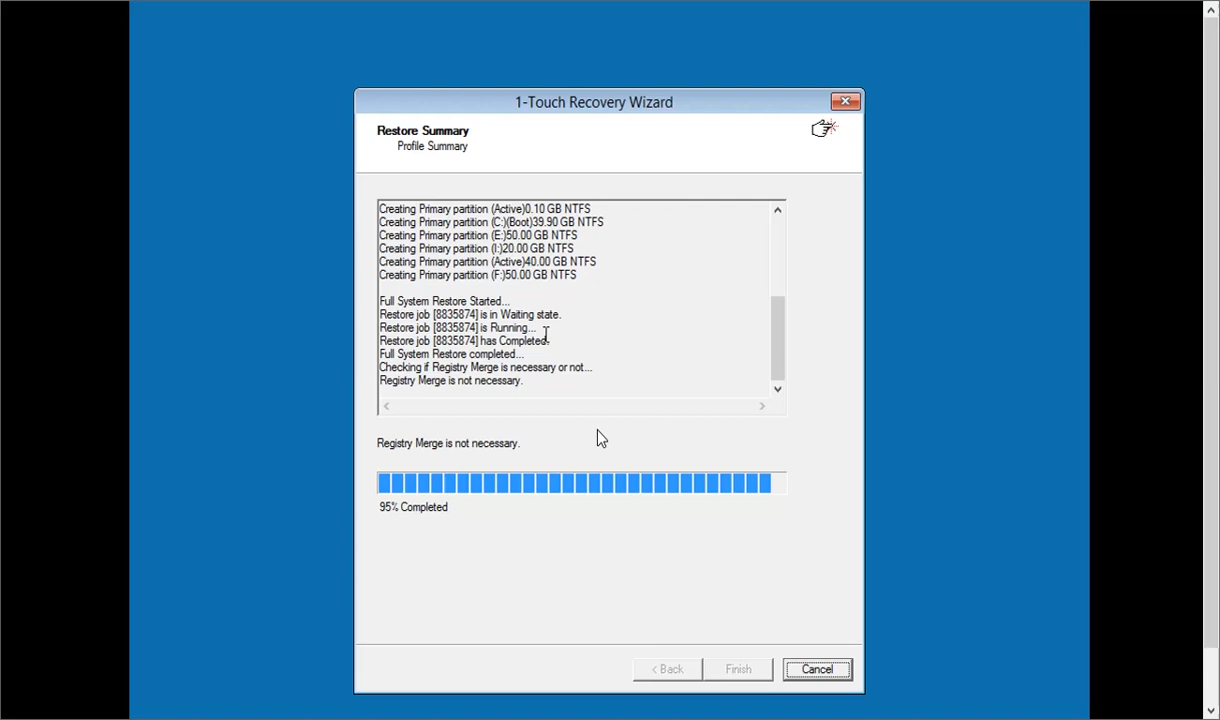 1-Touch Recovery Wizard
Restore Summary
Profile Summary
Creating Primary partition (Active)0.10 GB NTFS
Creating Primary partition (C:)(Boot)39.90 GB NTFS
Creating Primary partition (E:)50.00 GB NTFS
Creating Primary partition (I:)20.00 GB NTFS
Creating Primary partition (Active)40.00 GB NTFS
Creating Primary partition (F:)50.00 GB NTFS
Full System Restore Started...
Restore job [8835874] is in Waiting state.
Restore job [8835874] is Running...
Restore job [8835874] has Completed.
Full System Restore completed...
Checking if Registry Merge is necessary or not...
Registry Merge is not necessary.
Registry Merge is not necessary.
95% Completed
< Back
Finish
Cancel